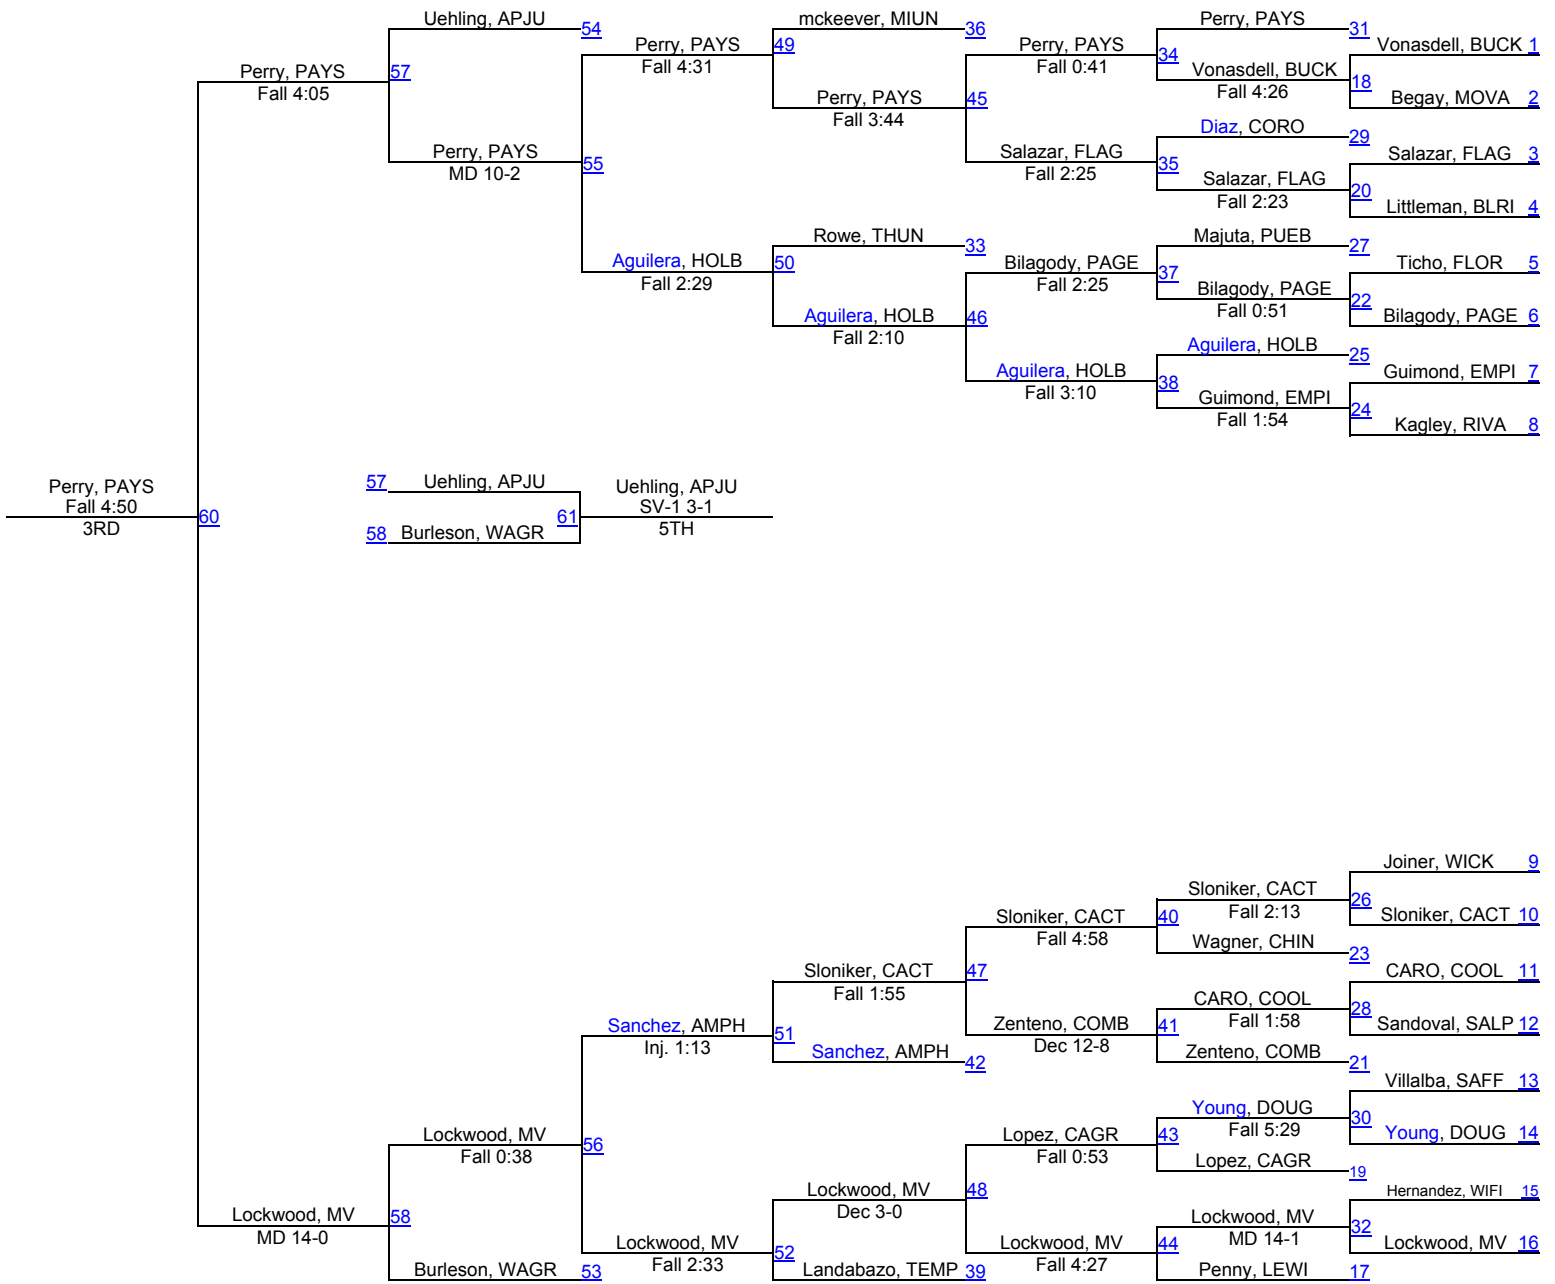 Uehling, APJU 54
mckeever, MIUN 36
Perry, PAYS 31
Perry, PAYS 49
Perry, PAYS 34
Vonasdell, BUCK 1
Fall 4:31
Fall 0:41
Vonasdell, BUCK 18
Perry, PAYS 57
Fall 4:26
Fall 4:05
Perry, PAYS 45
Begay, MOVA 2
Fall 3:44
Diaz, CORO 29
Perry, PAYS 55
Salazar, FLAG 35
Salazar, FLAG 3
MD 10-2
Fall 2:25
Salazar, FLAG 20
Fall 2:23
Littleman, BLRI 4
Rowe, THUN 33
Majuta, PUEB 27
Aguilera, HOLB 50
Bilagody, PAGE 37
Ticho, FLOR 5
Fall 2:29
Fall 2:25
Bilagody, PAGE 22
Fall 0:51
Aguilera, HOLB 46
Bilagody, PAGE 6
Fall 2:10
Aguilera, HOLB 25
Aguilera, HOLB 38
Guimond, EMPI 7
Fall 3:10
Guimond, EMPI 24
Fall 1:54
Kagley, RIVA 8
57 Uehling, APJU
Perry, PAYS
Uehling, APJU
Fall 4:50
SV-1 3-1
60
61
3RD
5TH
58 Burleson, WAGR
Joiner, WICK 9
Sloniker, CACT 26
Fall 2:13
Sloniker, CACT 40
Sloniker, CACT 10
Fall 4:58
Wagner, CHIN 23
Sloniker, CACT 47
CARO, COOL 11
Fall 1:55
CARO, COOL 28
Fall 1:58
Sanchez, AMPH 51
Zenteno, COMB 41
Sandoval, SALP 12
Inj. 1:13
Dec 12-8
Sanchez, AMPH 42
Zenteno, COMB 21
Villalba, SAFF 13
Young, DOUG 30
Fall 5:29
Lockwood, MV 56
Lopez, CAGR 43
Young, DOUG 14
Fall 0:38
Fall 0:53
Lopez, CAGR 19
Lockwood, MV 48
Hernandez, WIFI 15
Dec 3-0
Lockwood, MV 58
Lockwood, MV 32
MD 14-0
MD 14-1
Lockwood, MV 52
Lockwood, MV 44
Lockwood, MV 16
Fall 2:33
Fall 4:27
Burleson, WAGR 53
Landabazo, TEMP 39
Penny, LEWI 17